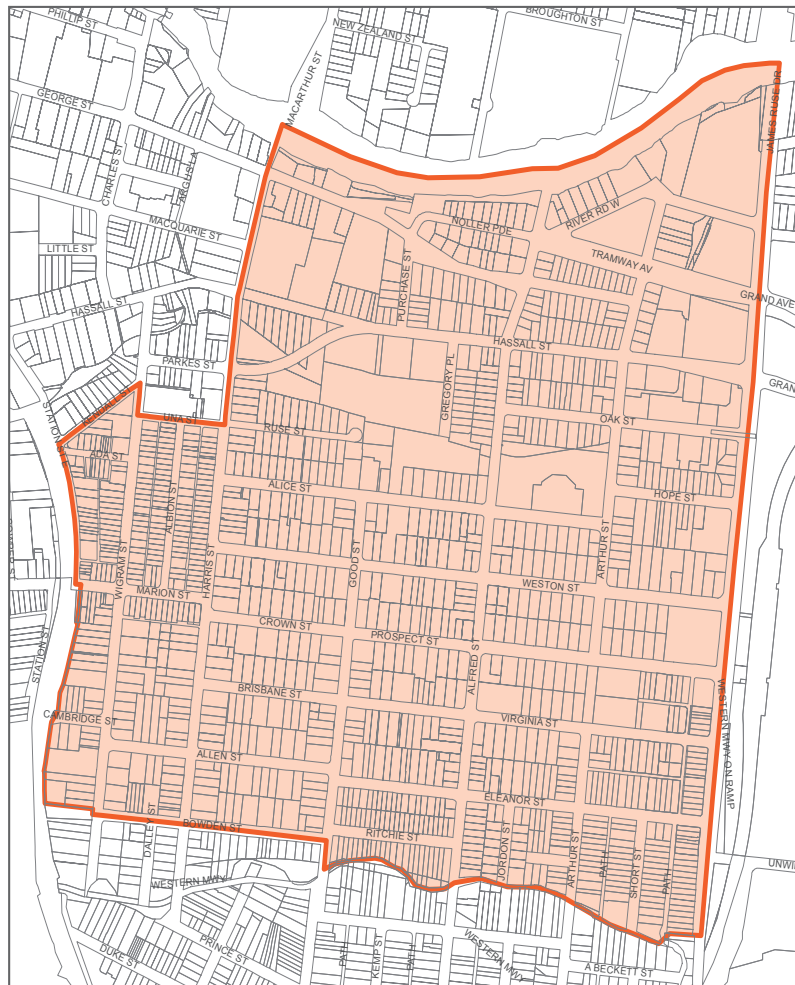 PHILLIP ST
NEW ZEALAND ST
BROUGHTON ST
GEORGE ST
MACARTHUR ST
JAMES RUSE DR
CHARLES ST
ARGUS LA
MACQUARIE ST
LITTLE ST
NOLLER PDE
RIVER RD W
TRAMWAY AV
PURCHASE ST
HASSALL ST
GRAND AVE
HASSALL ST
PARKES ST
GREGORY PL
GRAN
KENDALL ST
UNA ST
RUSE ST
OAK ST
STATION ST E
ADA ST
ALBION ST
ALICE ST
HOPE ST
WIGRAM ST
HARRIS ST
GOOD ST
ARTHUR ST
MARION ST
WESTON ST
CROWN ST
PROSPECT ST
STATION ST
ALFRED ST
BRISBANE ST
CAMBRIDGE ST
VIRGINIA ST
WESTERN MWY ON RAMP
ALLEN ST
ELEANOR ST
DALLEY ST
BOWDEN ST
RITCHIE ST
JORDON ST
ARTHUR ST
PATH
SHORT ST
PATH
UNWI
WESTERN MWY
DUKE ST
PRINCE ST
PATH
KEMP ST
PATH
WESTERN MWY
A BECKETT ST